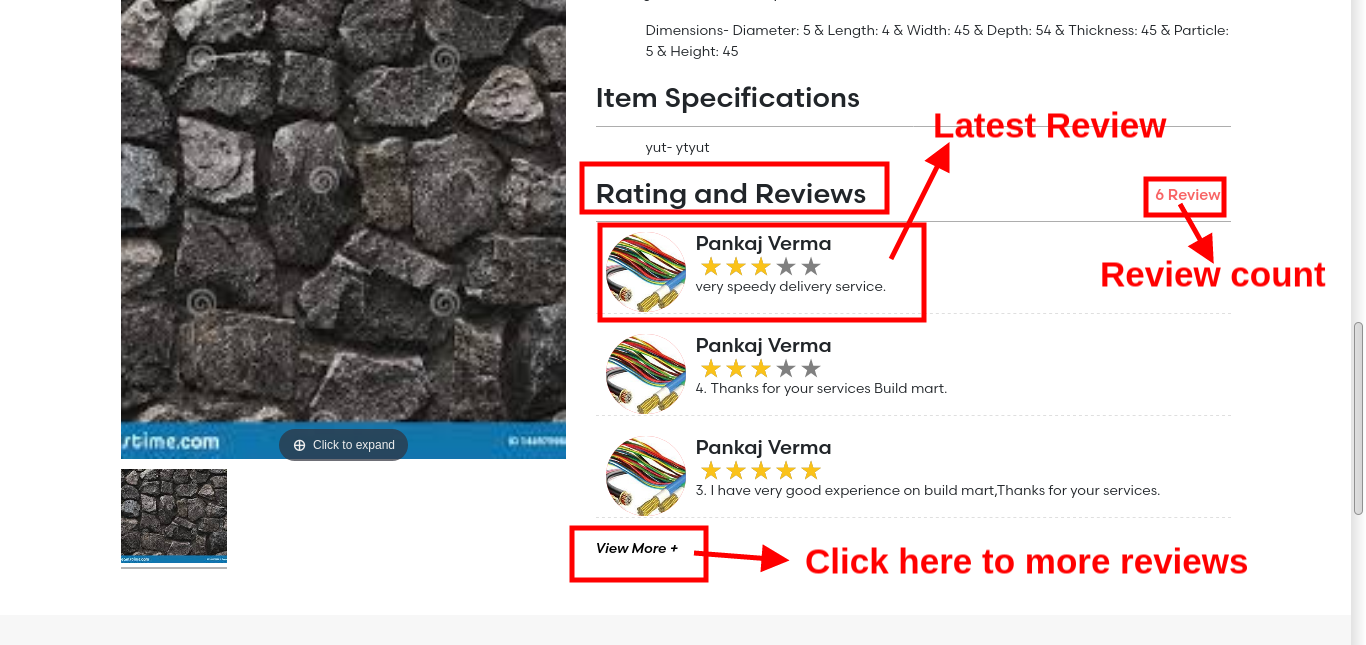 Dimensions- Diameter: 5 & Length: 4 & Width: 45 & Depth: 54 & Thickness: 45 & Particle:
5 & Height: 45
Item Specifications
Latest Review
yut- ytyut
Rating and Reviews
6 Review
Pankaj Verma
very speedy delivery service.
Review count
Pankaj Verma
4. Thanks for your services Build mart.
stime.com
Click to expand
Pankaj Verma
3. I have very good experience on build mart,Thanks for your services.
View More +
Click here to more reviews